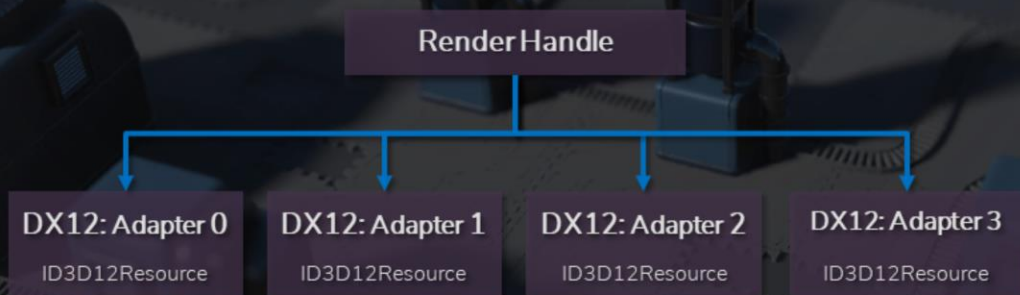 Render Handle
DX12: Adapter 0
ID3D12Resource
DX12: Adapter 1
ID3D12Resource
DX12: Adapter 2
ID3D12Resource
DX12: Adapter 3
ID3D12Resource